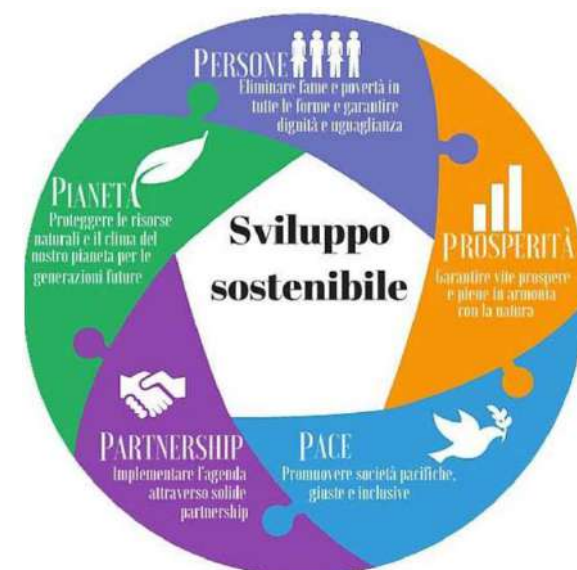 PERSONE
Eliminare fame e povertà in
tutte le forme e garantire
dignità e uguaglianza
PROSPERITÀ
Garantire vite prospere
e piene in armonia
con la natura
PACE
Promuovere società pacifiche,
giuste e inclusive
PARTNERSHIP
Implementare l'agenda
attraverso solide
partnership
PIANETA
Proteggere le risorse
naturali e il clima del
nostro pianeta per le
generazioni future
Sviluppo
sostenibile